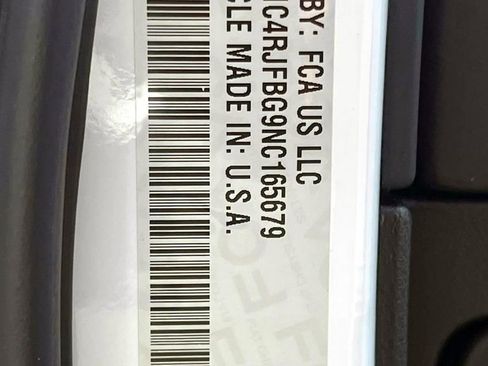 BY: FCA US LLC
C4RJFBG9NC165679
CLE MADE IN: U.S.A.